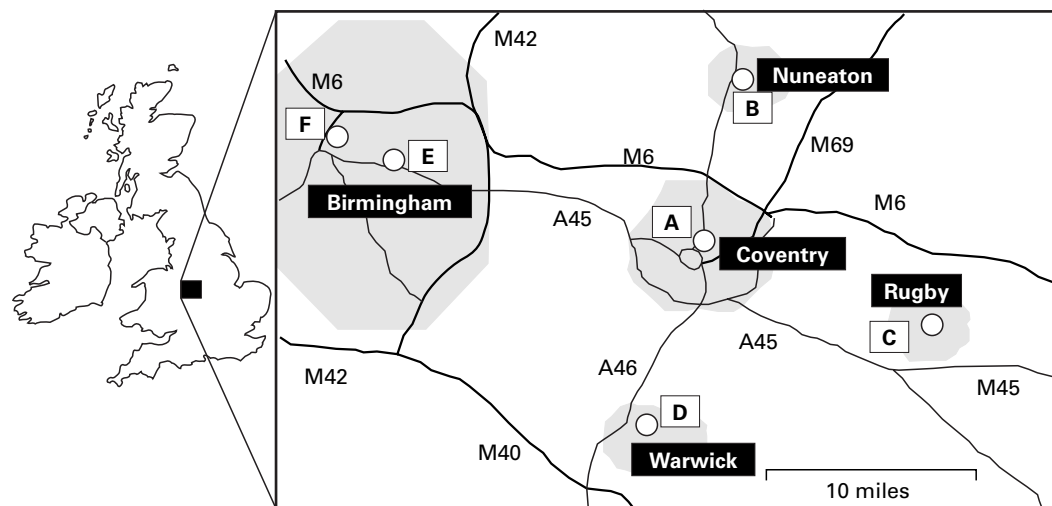 M42
M6
Nuneaton
F
B
E
M69
M6
Birmingham
A45
A
M6
Coventry
Rugby
C
A45
A46
M42
M45
D
M40
Warwick
10 miles